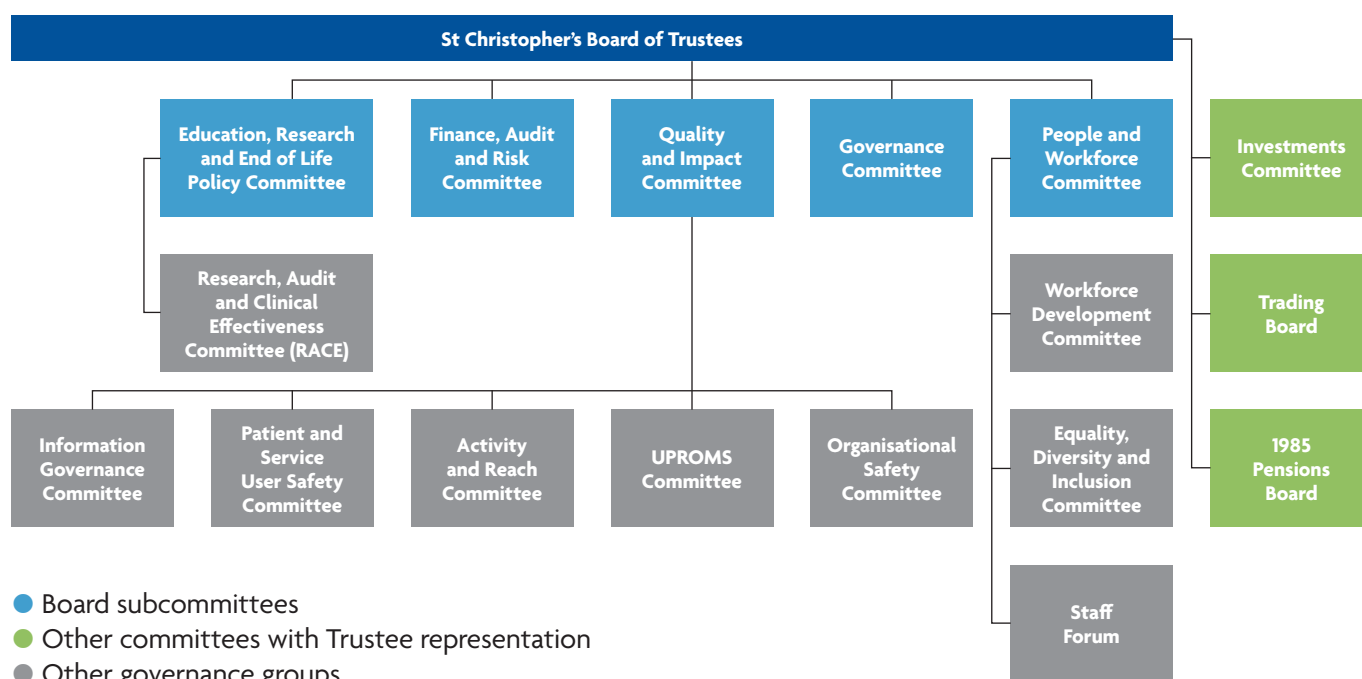 St Christopher's Board of Trustees
Education, Research
and End of Life
Policy Committee
Finance, Audit
and Risk
Committee
Quality
and Impact
Committee
Governance
Committee
People and
Workforce
Committee
Investments
Committee
Research, Audit
and Clinical
Effectiveness
Committee (RACE)
Workforce
Development
Committee
Trading
Board
Information
Governance
Committee
Patient and
Service
User Safety
Committee
Activity
and Reach
Committee
UPROMS
Committee
Organisational
Safety
Committee
Equality,
Diversity and
Inclusion
Committee
1985
Pensions
Board
Staff
Forum
Board subcommittees
Other committees with Trustee representation
Other governance groups